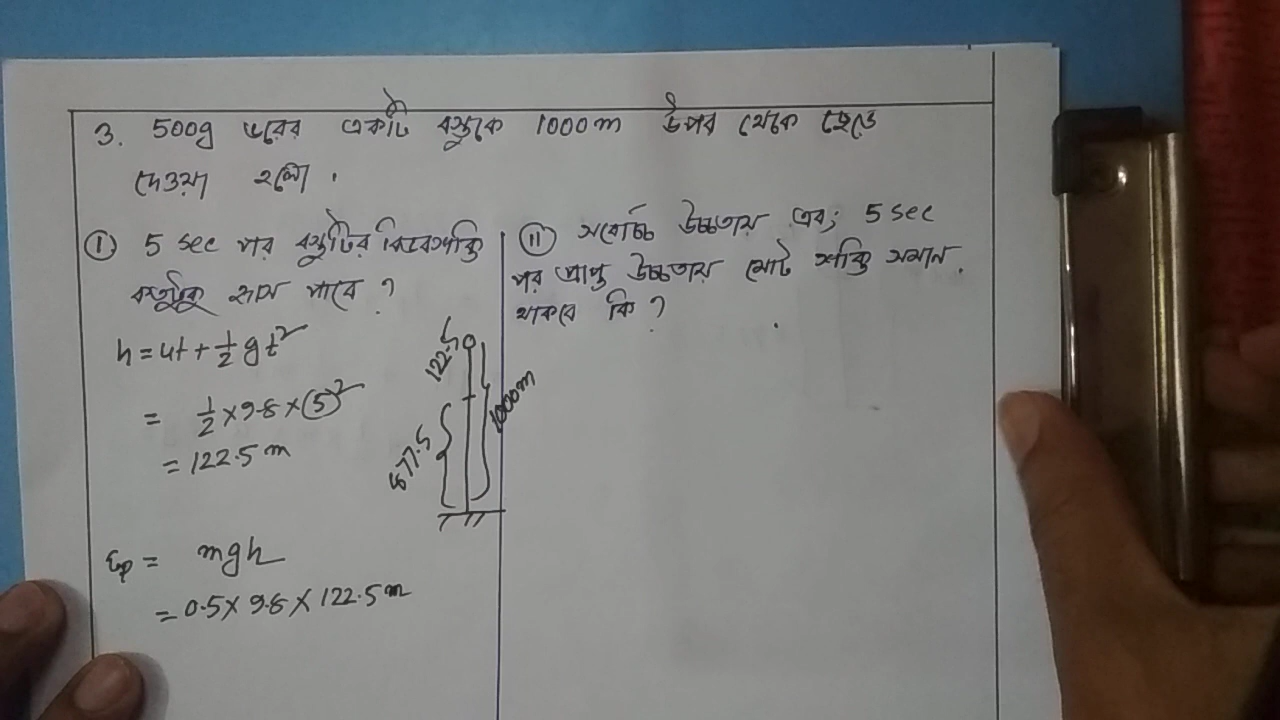 3. 500g ভরের একটি বস্তুকে 1000m উপর থেকে ছেড়ে
দেওয়া হলো .
(i) 5 sec পর বস্তুটির বিভবশক্তি
কতটুকু হ্রাস পাবে ?
h = ut + 1/2 gt²
= 1/2 × 9.8 × (5)²
= 122.5 m
Ep = mgh
= 0.5 × 9.8 × 122.5 m
122.5
877.5
1000m
(ii) সর্বোচ্চ উচ্চতায় এবং 5 sec
পর প্রাপ্ত উচ্চতায় মোট শক্তি সমান
থাকবে কি ?